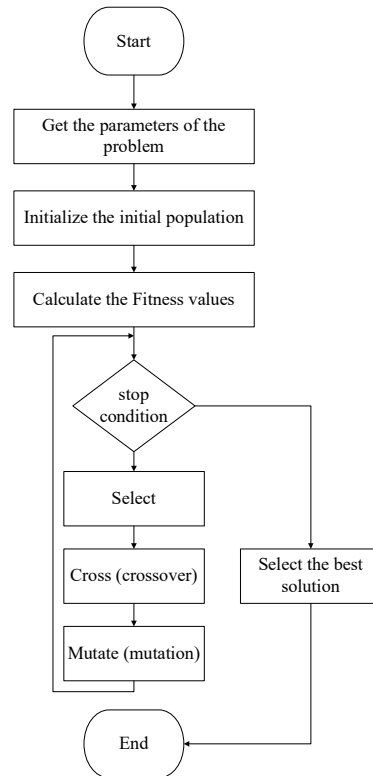 Start
Get the parameters of the
problem
Initialize the initial population
Calculate the Fitness values
stop
condition
Select
Cross (crossover)
Select the best
solution
Mutate (mutation)
End